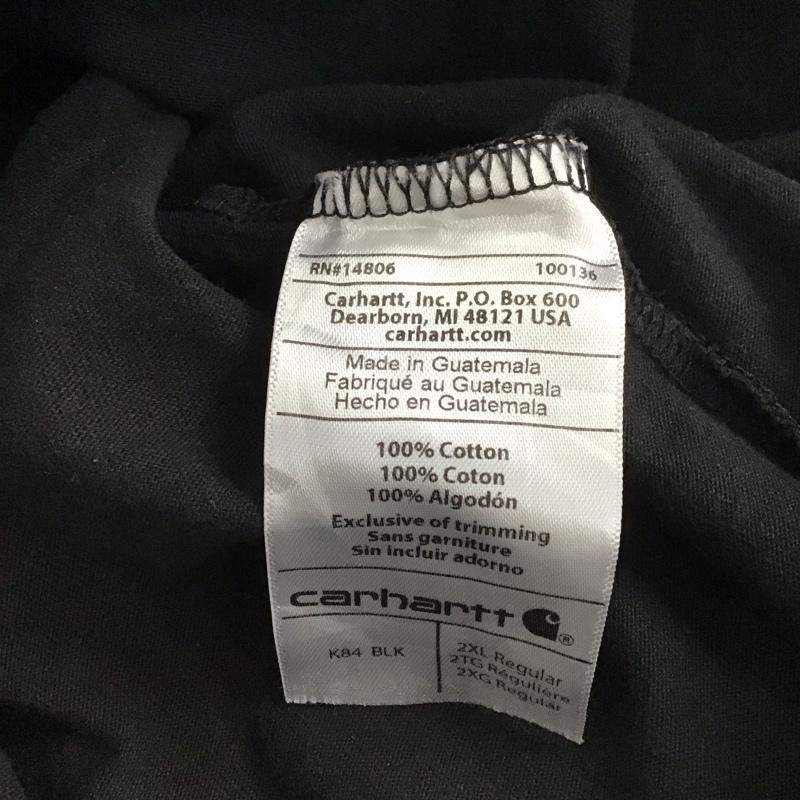 RN#14806 100136
Carhartt, Inc. P.O. Box 600
Dearborn, MI 48121 USA
carhartt.com
Made in Guatemala
Fabriqué au Guatemala
Hecho en Guatemala
100% Cotton
100% Coton
100% Algodón
Exclusive of trimming
Sans garniture
Sin incluir adorno
carhartt ®
K84 BLK
2XL Regular
2TG Régulière
2XG Regular